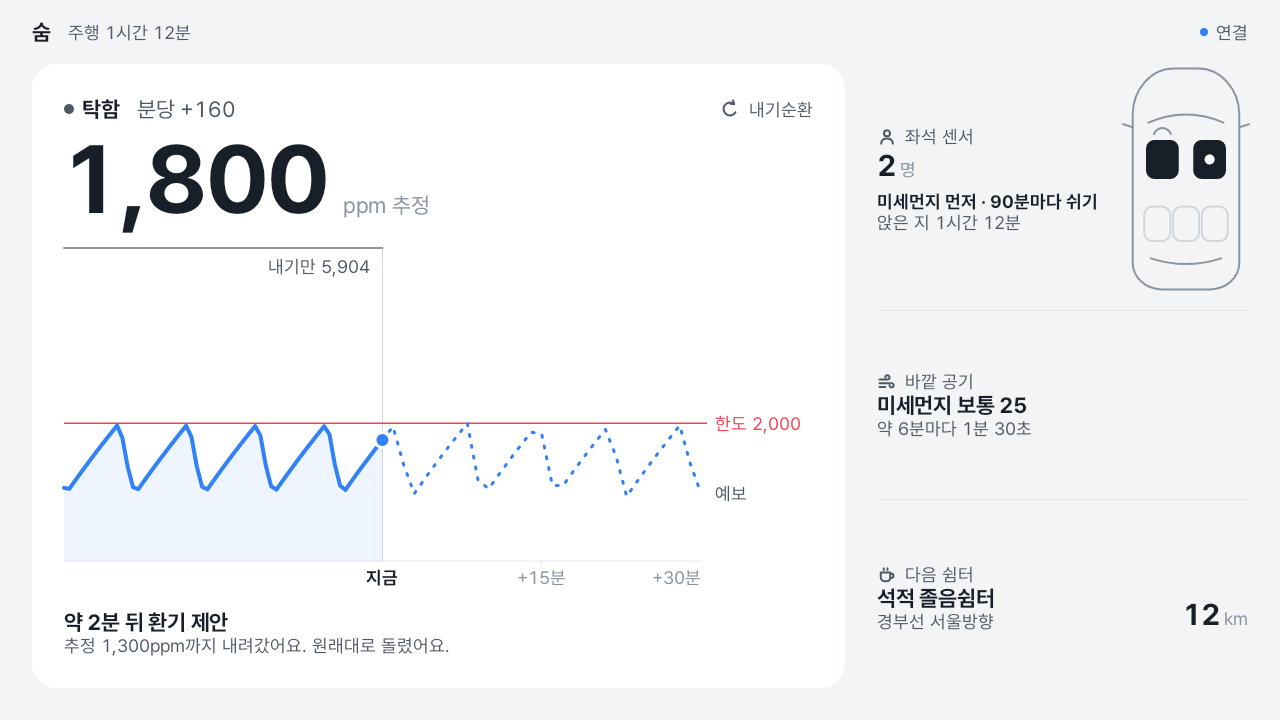 숨 주행 1시간 12분
연결
탁함 분당 +160
내기순환
1,800 ppm 추정
내기만 5,904
한도 2,000
예보
지금
+15분
+30분
약 2분 뒤 환기 제안
추정 1,300ppm까지 내려갔어요. 원래대로 돌렸어요.
좌석 센서
2 명
미세먼지 먼저 · 90분마다 쉬기
앉은 지 1시간 12분
바깥 공기
미세먼지 보통 25
약 6분마다 1분 30초
다음 쉼터
석적 졸음쉼터
경부선 서울방향
12 km